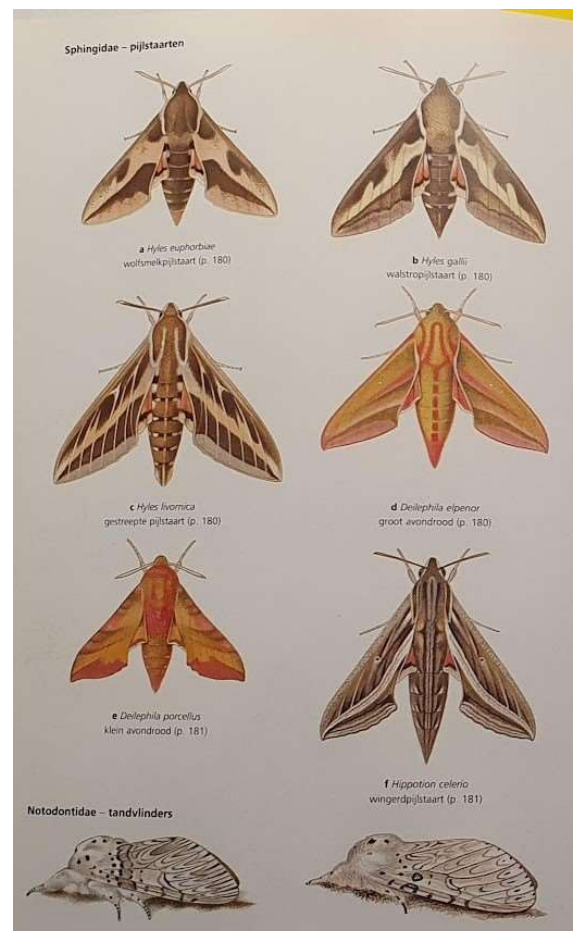 Sphingidae – pijlstaarten
a Hyles euphorbiae
wolfsmelkpijlstaart (p. 180)
b Hyles gallii
walstropijlstaart (p. 180)
c Hyles livornica
gestreepte pijlstaart (p. 180)
d Deilephila elpenor
groot avondrood (p. 180)
e Deilephila porcellus
klein avondrood (p. 181)
f Hippotion celerio
wingerdpijlstaart (p. 181)
Notodontidae – tandvlinders